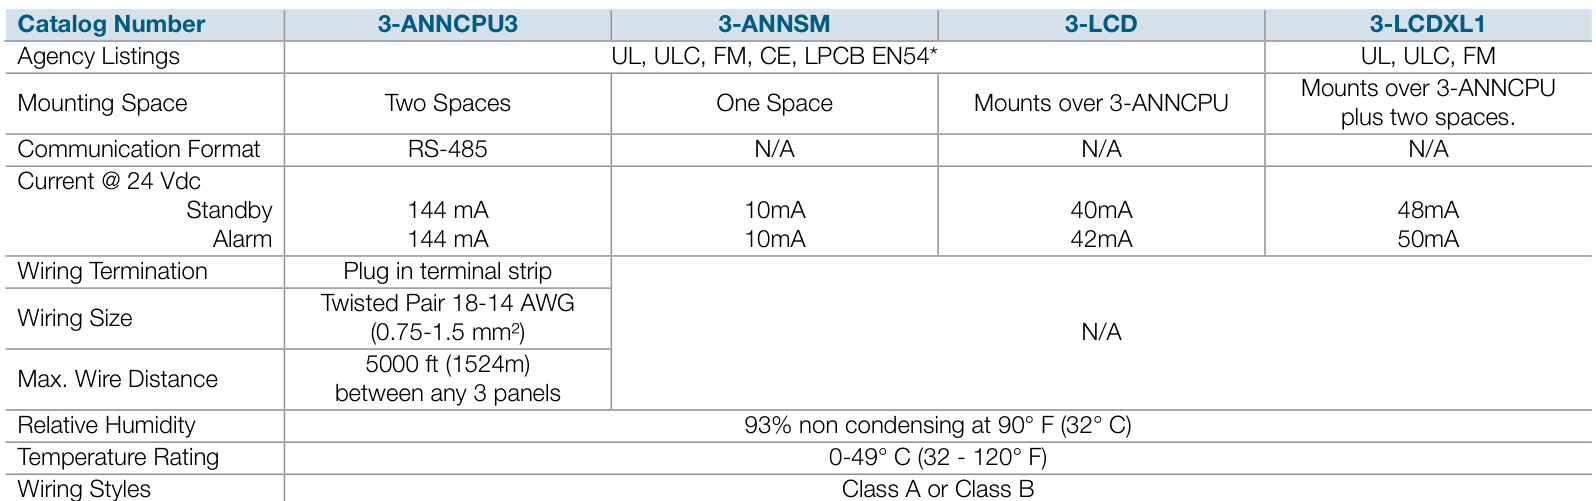 Catalog Number 3-ANNCPU3 3-ANNSM 3-LCD 3-LCDXL1
Agency Listings UL, ULC, FM, CE, LPCB EN54* UL, ULC, FM
Mounting Space Two Spaces One Space Mounts over 3-ANNCPU Mounts over 3-ANNCPU
plus two spaces.
Communication Format RS-485 N/A N/A N/A
Current @ 24 Vdc
Standby 144 mA 10mA 40mA 48mA
Alarm 144 mA 10mA 42mA 50mA
Wiring Termination Plug in terminal strip
Wiring Size Twisted Pair 18-14 AWG
(0.75-1.5 mm²) N/A
Max. Wire Distance 5000 ft (1524m)
between any 3 panels
Relative Humidity 93% non condensing at 90° F (32° C)
Temperature Rating 0-49° C (32 - 120° F)
Wiring Styles Class A or Class B